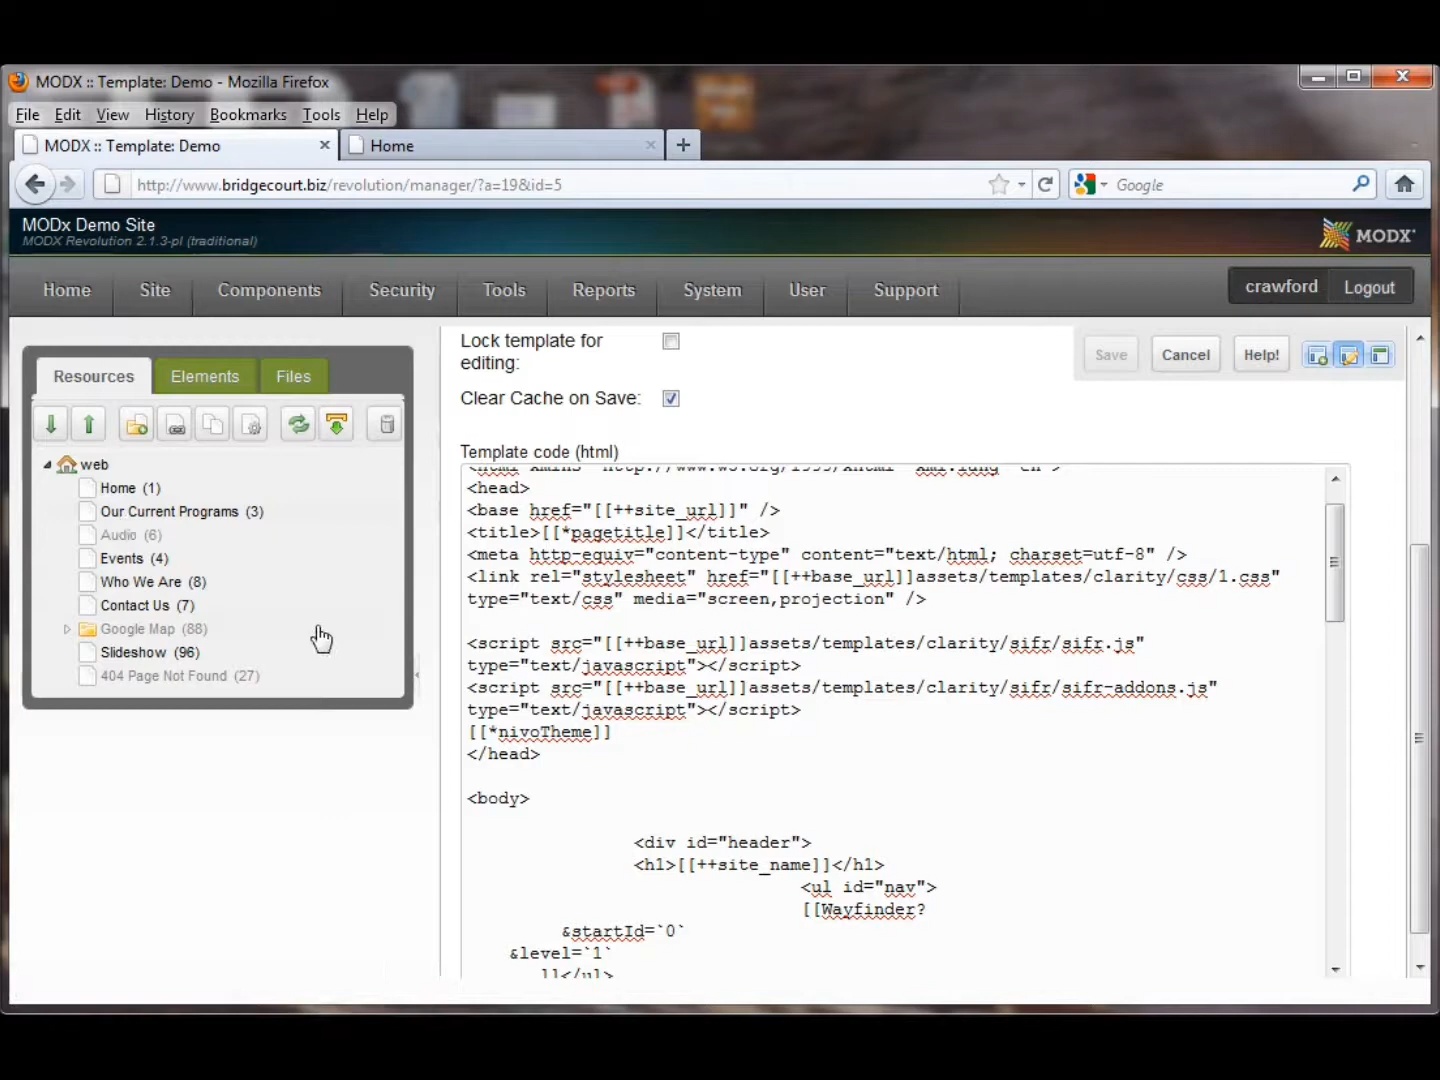 MODX :: Template: Demo - Mozilla Firefox
File Edit View History Bookmarks Tools Help
MODX :: Template: Demo
Home
http://www.bridgecourt.biz/revolution/manager/?a=19&id=5
Google
MODx Demo Site
MODX Revolution 2.1.3-pl (traditional)
MODX
Home Site Components Security Tools Reports System User Support
crawford Logout
Resources Elements Files
web
Home (1)
Our Current Programs (3)
Audio (6)
Events (4)
Who We Are (8)
Contact Us (7)
Google Map (88)
Slideshow (96)
404 Page Not Found (27)
Lock template for
editing:
Save Cancel Help!
Clear Cache on Save:
Template code (html)
<head>
<base href="[[++site_url]]" />
<title>[[*pagetitle]]</title>
<meta http-equiv="content-type" content="text/html; charset=utf-8" />
<link rel="stylesheet" href="[[++base_url]]assets/templates/clarity/css/1.css"
type="text/css" media="screen,projection" />
<script src="[[++base_url]]assets/templates/clarity/sifr/sifr.js"
type="text/javascript"></script>
<script src="[[++base_url]]assets/templates/clarity/sifr/sifr-addons.js"
type="text/javascript"></script>
[[*nivoTheme]]
</head>
<body>
<div id="header">
<h1>[[++site_name]]</h1>
<ul id="nav">
[[Wayfinder?
&startId=`0`
&level=`1`
]]</ul>